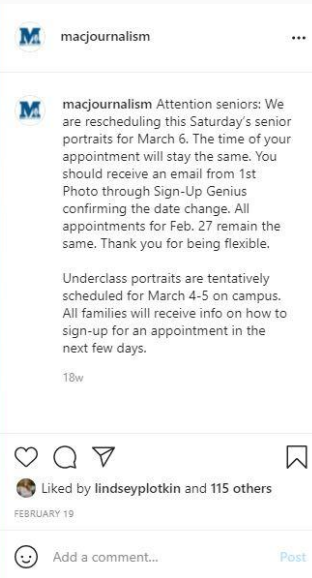 macjournalism
macjournalism Attention seniors: We
are rescheduling this Saturday's senior
portraits for March 6. The time of your
appointment will stay the same. You
should receive an email from 1st
Photo through Sign-Up Genius
confirming the date change. All
appointments for Feb. 27 remain the
same. Thank you for being flexible.
Underclass portraits are tentatively
scheduled for March 4-5 on campus.
All families will receive info on how to
sign-up for an appointment in the
next few days.
18w
Liked by lindseyplotkin and 115 others
FEBRUARY 19
Add a comment...
Post